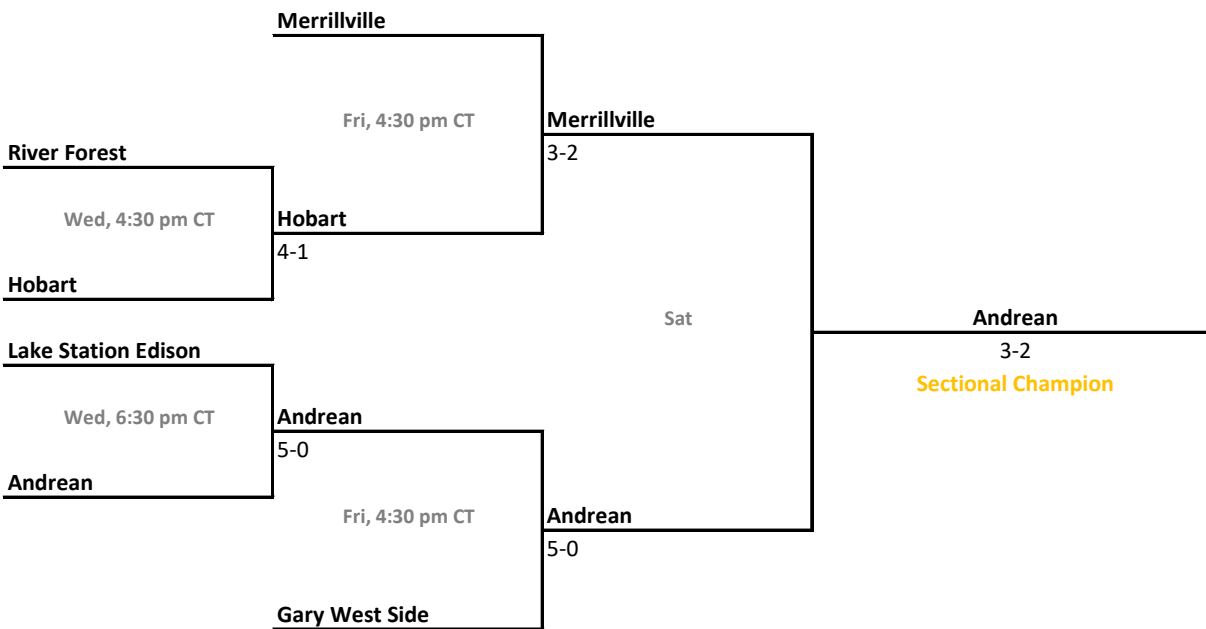 Merrillville
Fri, 4:30 pm CT
Merrillville
River Forest
3-2
Wed, 4:30 pm CT
Hobart
4-1
Hobart
Sat
Andrean
Lake Station Edison
3-2
Sectional Champion
Wed, 6:30 pm CT
Andrean
5-0
Andrean
Fri, 4:30 pm CT
Andrean
5-0
Gary West Side